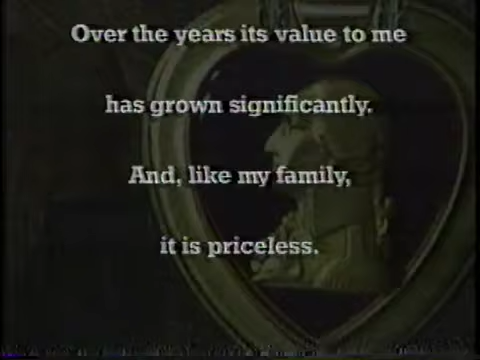 Over the years its value to me
has grown significantly.
And, like my family,
it is priceless.